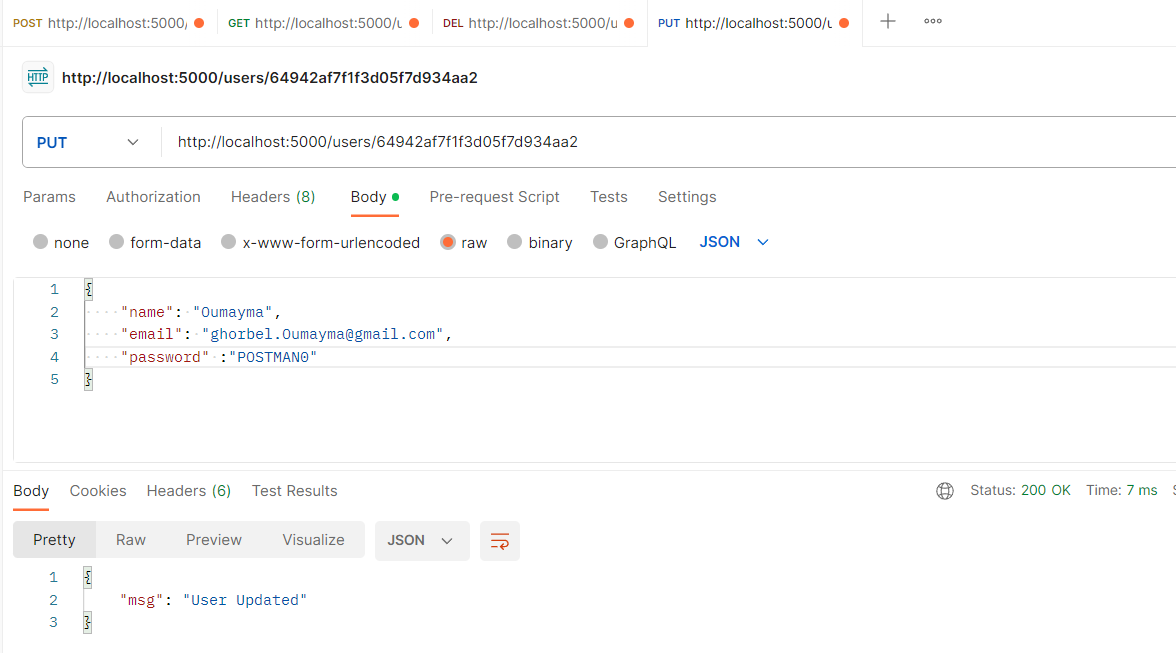 POST http://localhost:5000/ GET http://localhost:5000/u DEL http://localhost:5000/u PUT http://localhost:5000/u + ooo
HTTP http://localhost:5000/users/64942af7f1f3d05f7d934aa2
PUT http://localhost:5000/users/64942af7f1f3d05f7d934aa2
Params Authorization Headers (8) Body Pre-request Script Tests Settings
none form-data x-www-form-urlencoded raw binary GraphQL JSON
1 {
2 "name": "Oumayma",
3 "email": "ghorbel.Oumayma@gmail.com",
4 "password" :"POSTMAN0"
5 }
Body Cookies Headers (6) Test Results Status: 200 OK Time: 7 ms
Pretty Raw Preview Visualize JSON
1 {
2 "msg": "User Updated"
3 }